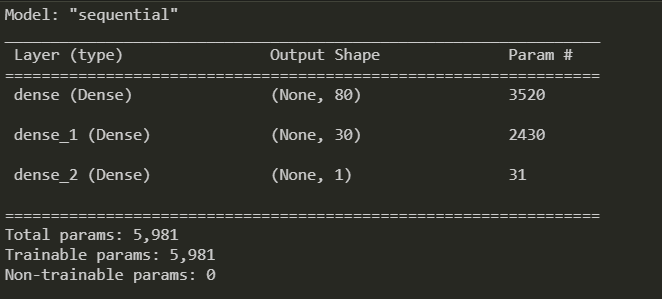 Model: "sequential"
_________________________________________________________________
Layer (type) Output Shape Param #
=================================================================
dense (Dense) (None, 80) 3520
dense_1 (Dense) (None, 30) 2430
dense_2 (Dense) (None, 1) 31
=================================================================
Total params: 5,981
Trainable params: 5,981
Non-trainable params: 0